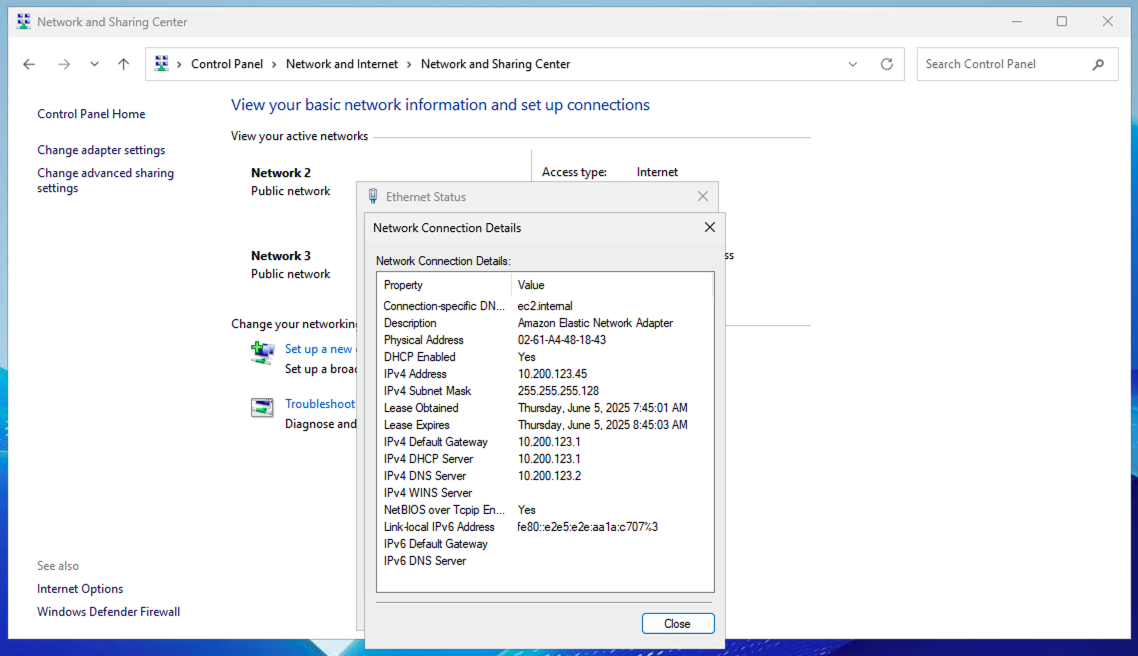 Network and Sharing Center
Control Panel > Network and Internet > Network and Sharing Center
Search Control Panel
Control Panel Home
Change adapter settings
Change advanced sharing
settings
View your basic network information and set up connections
View your active networks
Network 2
Public network
Access type: Internet
Network 3
Public network
ss
Change your networking
Set up a new
Set up a broa
Troubleshoot
Diagnose and
See also
Internet Options
Windows Defender Firewall
Ethernet Status
Network Connection Details
Network Connection Details:
Property Value
Connection-specific DN... ec2.internal
Description Amazon Elastic Network Adapter
Physical Address 02-61-A4-48-18-43
DHCP Enabled Yes
IPv4 Address 10.200.123.45
IPv4 Subnet Mask 255.255.255.128
Lease Obtained Thursday, June 5, 2025 7:45:01 AM
Lease Expires Thursday, June 5, 2025 8:45:03 AM
IPv4 Default Gateway 10.200.123.1
IPv4 DHCP Server 10.200.123.1
IPv4 DNS Server 10.200.123.2
IPv4 WINS Server
NetBIOS over Tcpip En... Yes
Link-local IPv6 Address fe80::e2e5:e2e:aa1a:c707%3
IPv6 Default Gateway
IPv6 DNS Server
Close